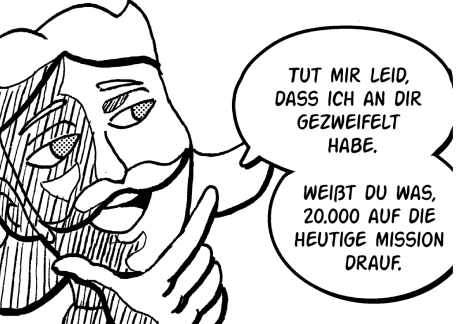 TUT MIR LEID,
DASS ICH AN DIR
GEZWEIFELT
HABE.
WEIẞT DU WAS,
20.000 AUF DIE
HEUTIGE MISSION
DRAUF.